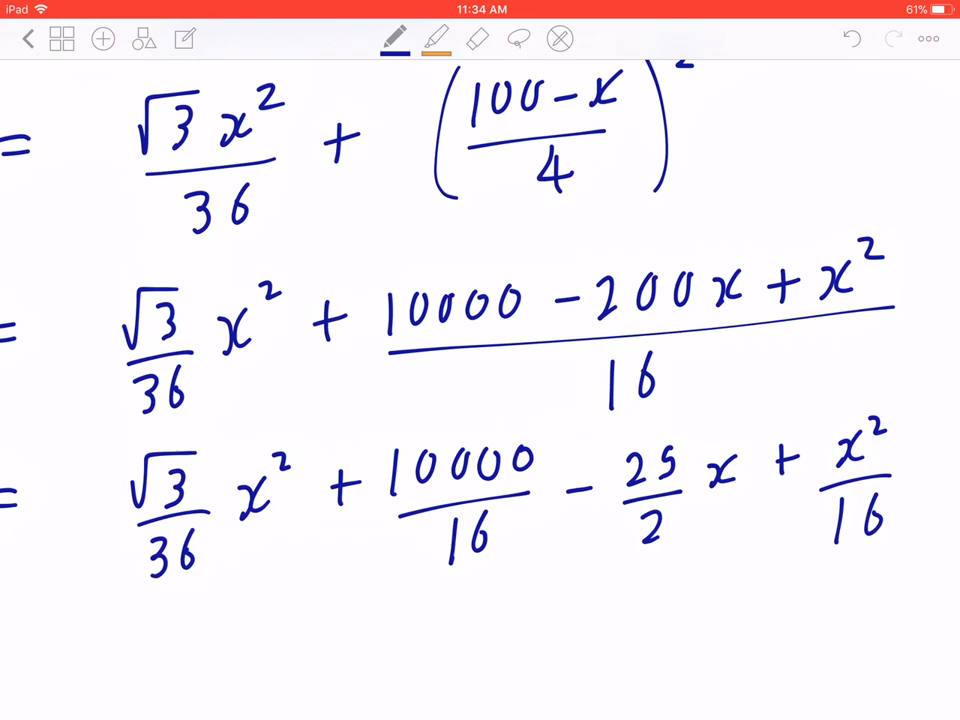 iPad 11:34 AM 61%
= √3 x² / 36 + ((100 - x) / 4)²
= √3/36 x² + (10000 - 200x + x²) / 16
= √3/36 x² + 10000/16 - 25/2 x + x²/16